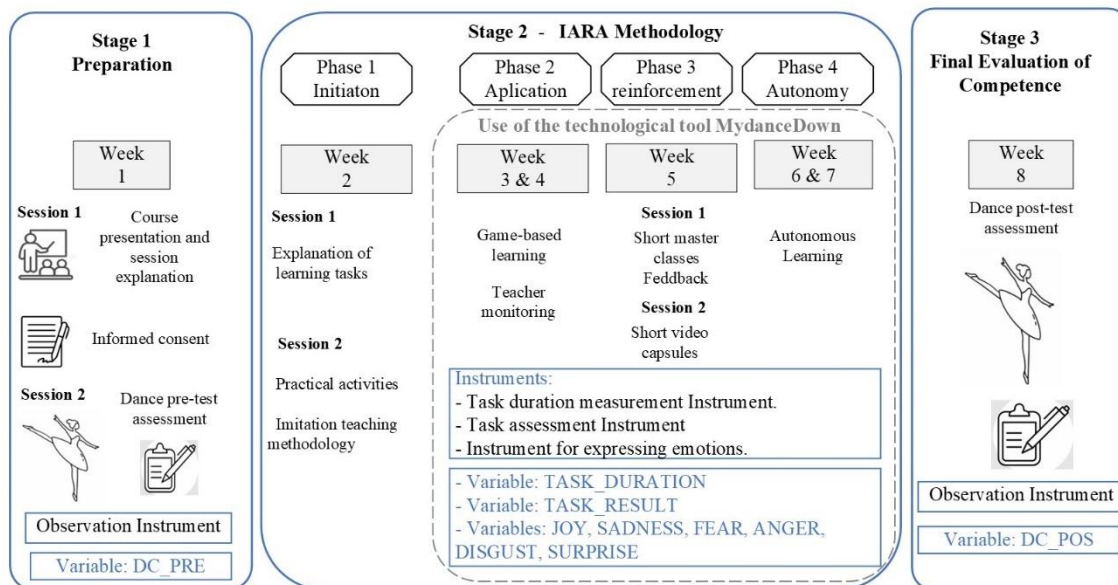 Stage 1
Preparation
Week
1
Session 1
Course
presentation and
session
explanation
Informed consent
Session 2
Dance pre-test
assessment
Observation Instrument
Variable: DC_PRE
Stage 2 - IARA Methodology
Phase 1
Initiaton
Phase 2
Aplication
Phase 3
reinforcement
Phase 4
Autonomy
Use of the technological tool MydanceDown
Week
2
Session 1
Explanation of
learning tasks
Session 2
Practical activities
Imitation teaching
methodology
Week
3 & 4
Game-based
learning
Teacher
monitoring
Week
5
Session 1
Short master
classes
Feddback
Session 2
Short video
capsules
Week
6 & 7
Autonomous
Learning
Instruments:
- Task duration measurement Instrument.
- Task assessment Instrument
- Instrument for expressing emotions.
- Variable: TASK_DURATION
- Variable: TASK_RESULT
- Variables: JOY, SADNESS, FEAR, ANGER,
DISGUST, SURPRISE
Stage 3
Final Evaluation of
Competence
Week
8
Dance post-test
assessment
Observation Instrument
Variable: DC_POS